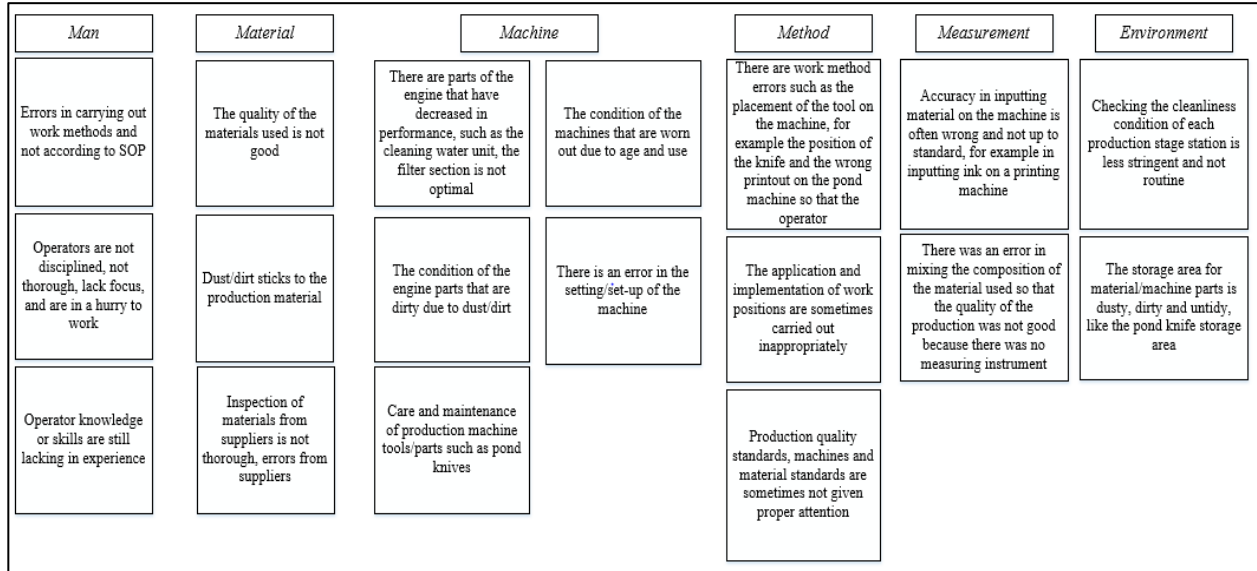 Man
Material
Machine
Method
Measurement
Environment
Errors in carrying out
work methods and
not according to SOP
The quality of the
materials used is not
good
There are parts of the
engine that have
decreased in
performance, such as the
cleaning water unit, the
filter section is not
optimal
The condition of the
machines that are worn
out due to age and use
There are work method
errors such as the
placement of the tool on
the machine, for
example the position of
the knife and the wrong
printout on the pond
machine so that the
operator
Accuracy in inputting
material on the machine is
often wrong and not up to
standard, for example in
inputting ink on a printing
machine
Checking the cleanliness
condition of each
production stage station is
less stringent and not
routine
Operators are not
disciplined, not
thorough, lack focus,
and are in a hurry to
work
Dust/dirt sticks to the
production material
The condition of the
engine parts that are
dirty due to dust/dirt
There is an error in the
setting/set-up of the
machine
The application and
implementation of work
positions are sometimes
carried out
inappropriately
There was an error in
mixing the composition of
the material used so that
the quality of the
production was not good
because there was no
measuring instrument
The storage area for
material/machine parts is
dusty, dirty and untidy,
like the pond knife storage
area
Operator knowledge
or skills are still
lacking in experience
Inspection of
materials from
suppliers is not
thorough, errors from
suppliers
Care and maintenance
of production machine
tools/parts such as pond
knives
Production quality
standards, machines and
material standards are
sometimes not given
proper attention